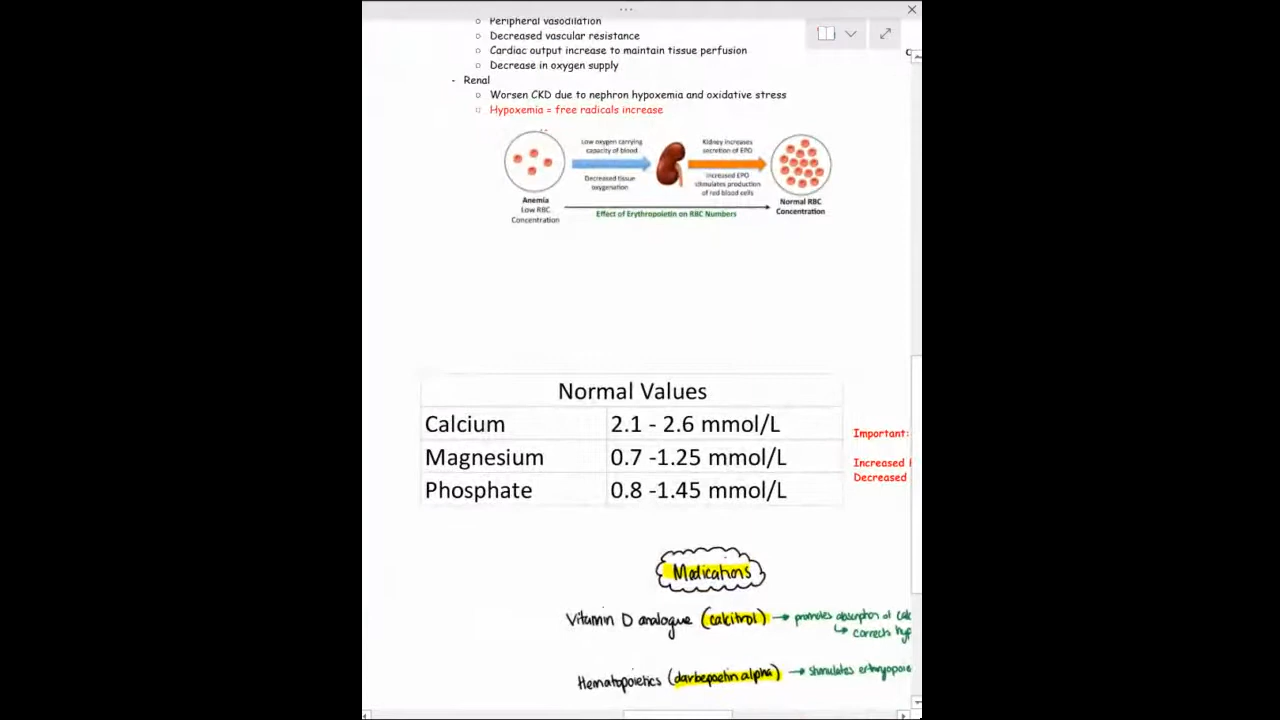 Peripheral vasodilation
Decreased vascular resistance
Cardiac output increase to maintain tissue perfusion
Decrease in oxygen supply
- Renal
Worsen CKD due to nephron hypoxemia and oxidative stress
Hypoxemia = free radicals increase
Low oxygen carrying
capacity of blood
Decreased tissue
oxygenation
Kidney increases
secretion of EPO
Increased EPO
stimulates production
of red blood cells
Anemia
Low RBC
Concentration
Effect of Erythropoietin on RBC Numbers
Normal RBC
Concentration
Normal Values
Calcium 2.1 - 2.6 mmol/L
Magnesium 0.7 -1.25 mmol/L
Phosphate 0.8 -1.45 mmol/L
Important:
Increased
Decreased
Medications
Vitamin D analogue (calcitrol) → promotes absorption of
↳ corrects
Hematopoietics (darbepoetin alpha) → stimulates